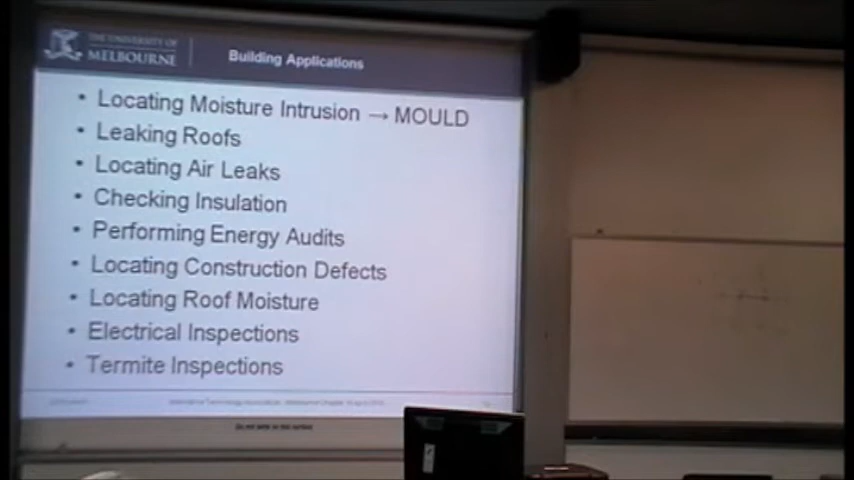 THE UNIVERSITY OF
MELBOURNE
Building Applications
• Locating Moisture Intrusion → MOULD
• Leaking Roofs
• Locating Air Leaks
• Checking Insulation
• Performing Energy Audits
• Locating Construction Defects
• Locating Roof Moisture
• Electrical Inspections
• Termite Inspections